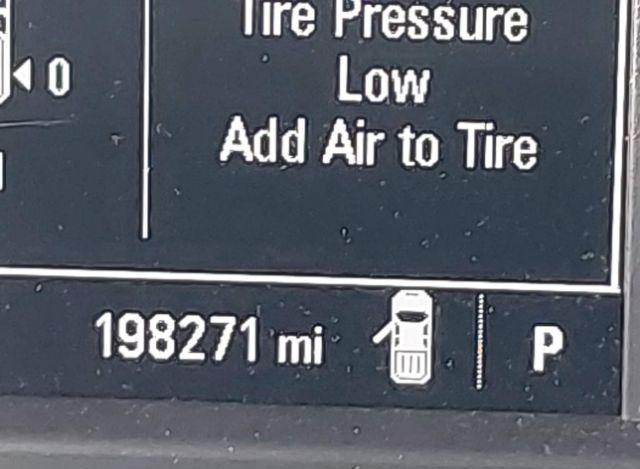 Tire Pressure
Low
Add Air to Tire
0
198271 mi
P